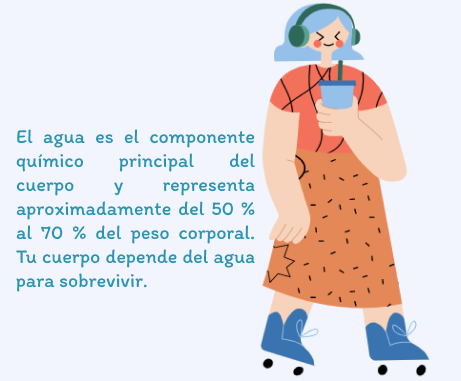 El agua es el componente
químico principal del
cuerpo y representa
aproximadamente del 50 %
al 70 % del peso corporal.
Tu cuerpo depende del agua
para sobrevivir.